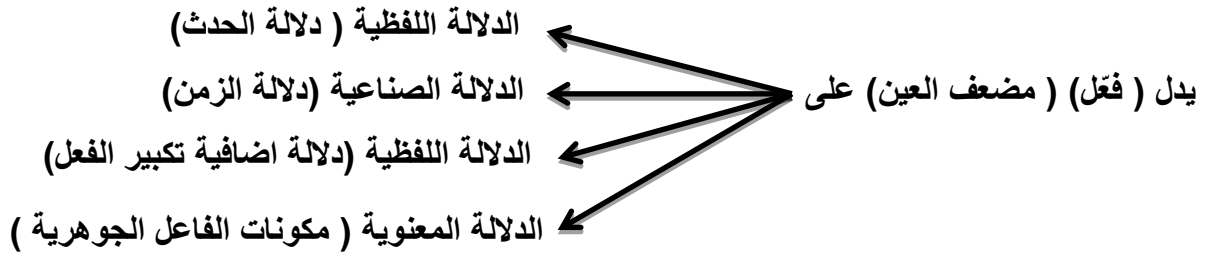 الدلالة اللفظية ( دلالة الحدث)
يدل ( فعّل) ( مضعف العين) على
الدلالة الصناعية (دلالة الزمن)
الدلالة اللفظية (دلالة اضافية تكبير الفعل)
الدلالة المعنوية ( مكونات الفاعل الجوهرية )